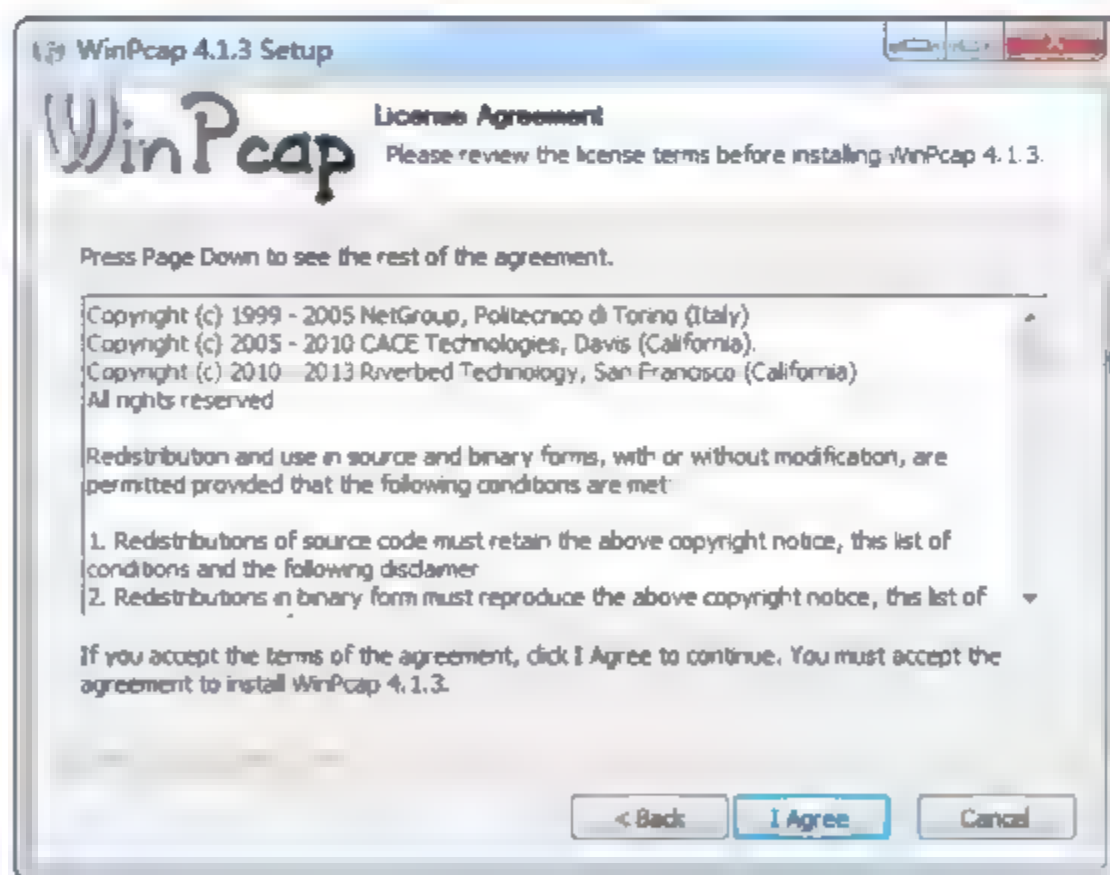 WinPcap 4.1.3 Setup
WinPcap
License Agreement
Please review the license terms before installing WinPcap 4.1.3.
Press Page Down to see the rest of the agreement.
Copyright (c) 1999 - 2005 NetGroup, Politecnico di Torino (Italy)
Copyright (c) 2005 - 2010 CACE Technologies, Davis (California).
Copyright (c) 2010 - 2013 Riverbed Technology, San Francisco (California)
All rights reserved
Redistribution and use in source and binary forms, with or without modification, are
permitted provided that the following conditions are met
1. Redistributions of source code must retain the above copyright notice, this list of
conditions and the following disclaimer
2. Redistributions in binary form must reproduce the above copyright notice, this list of
If you accept the terms of the agreement, click I Agree to continue. You must accept the
agreement to install WinPcap 4.1.3.
< Back
I Agree
Cancel